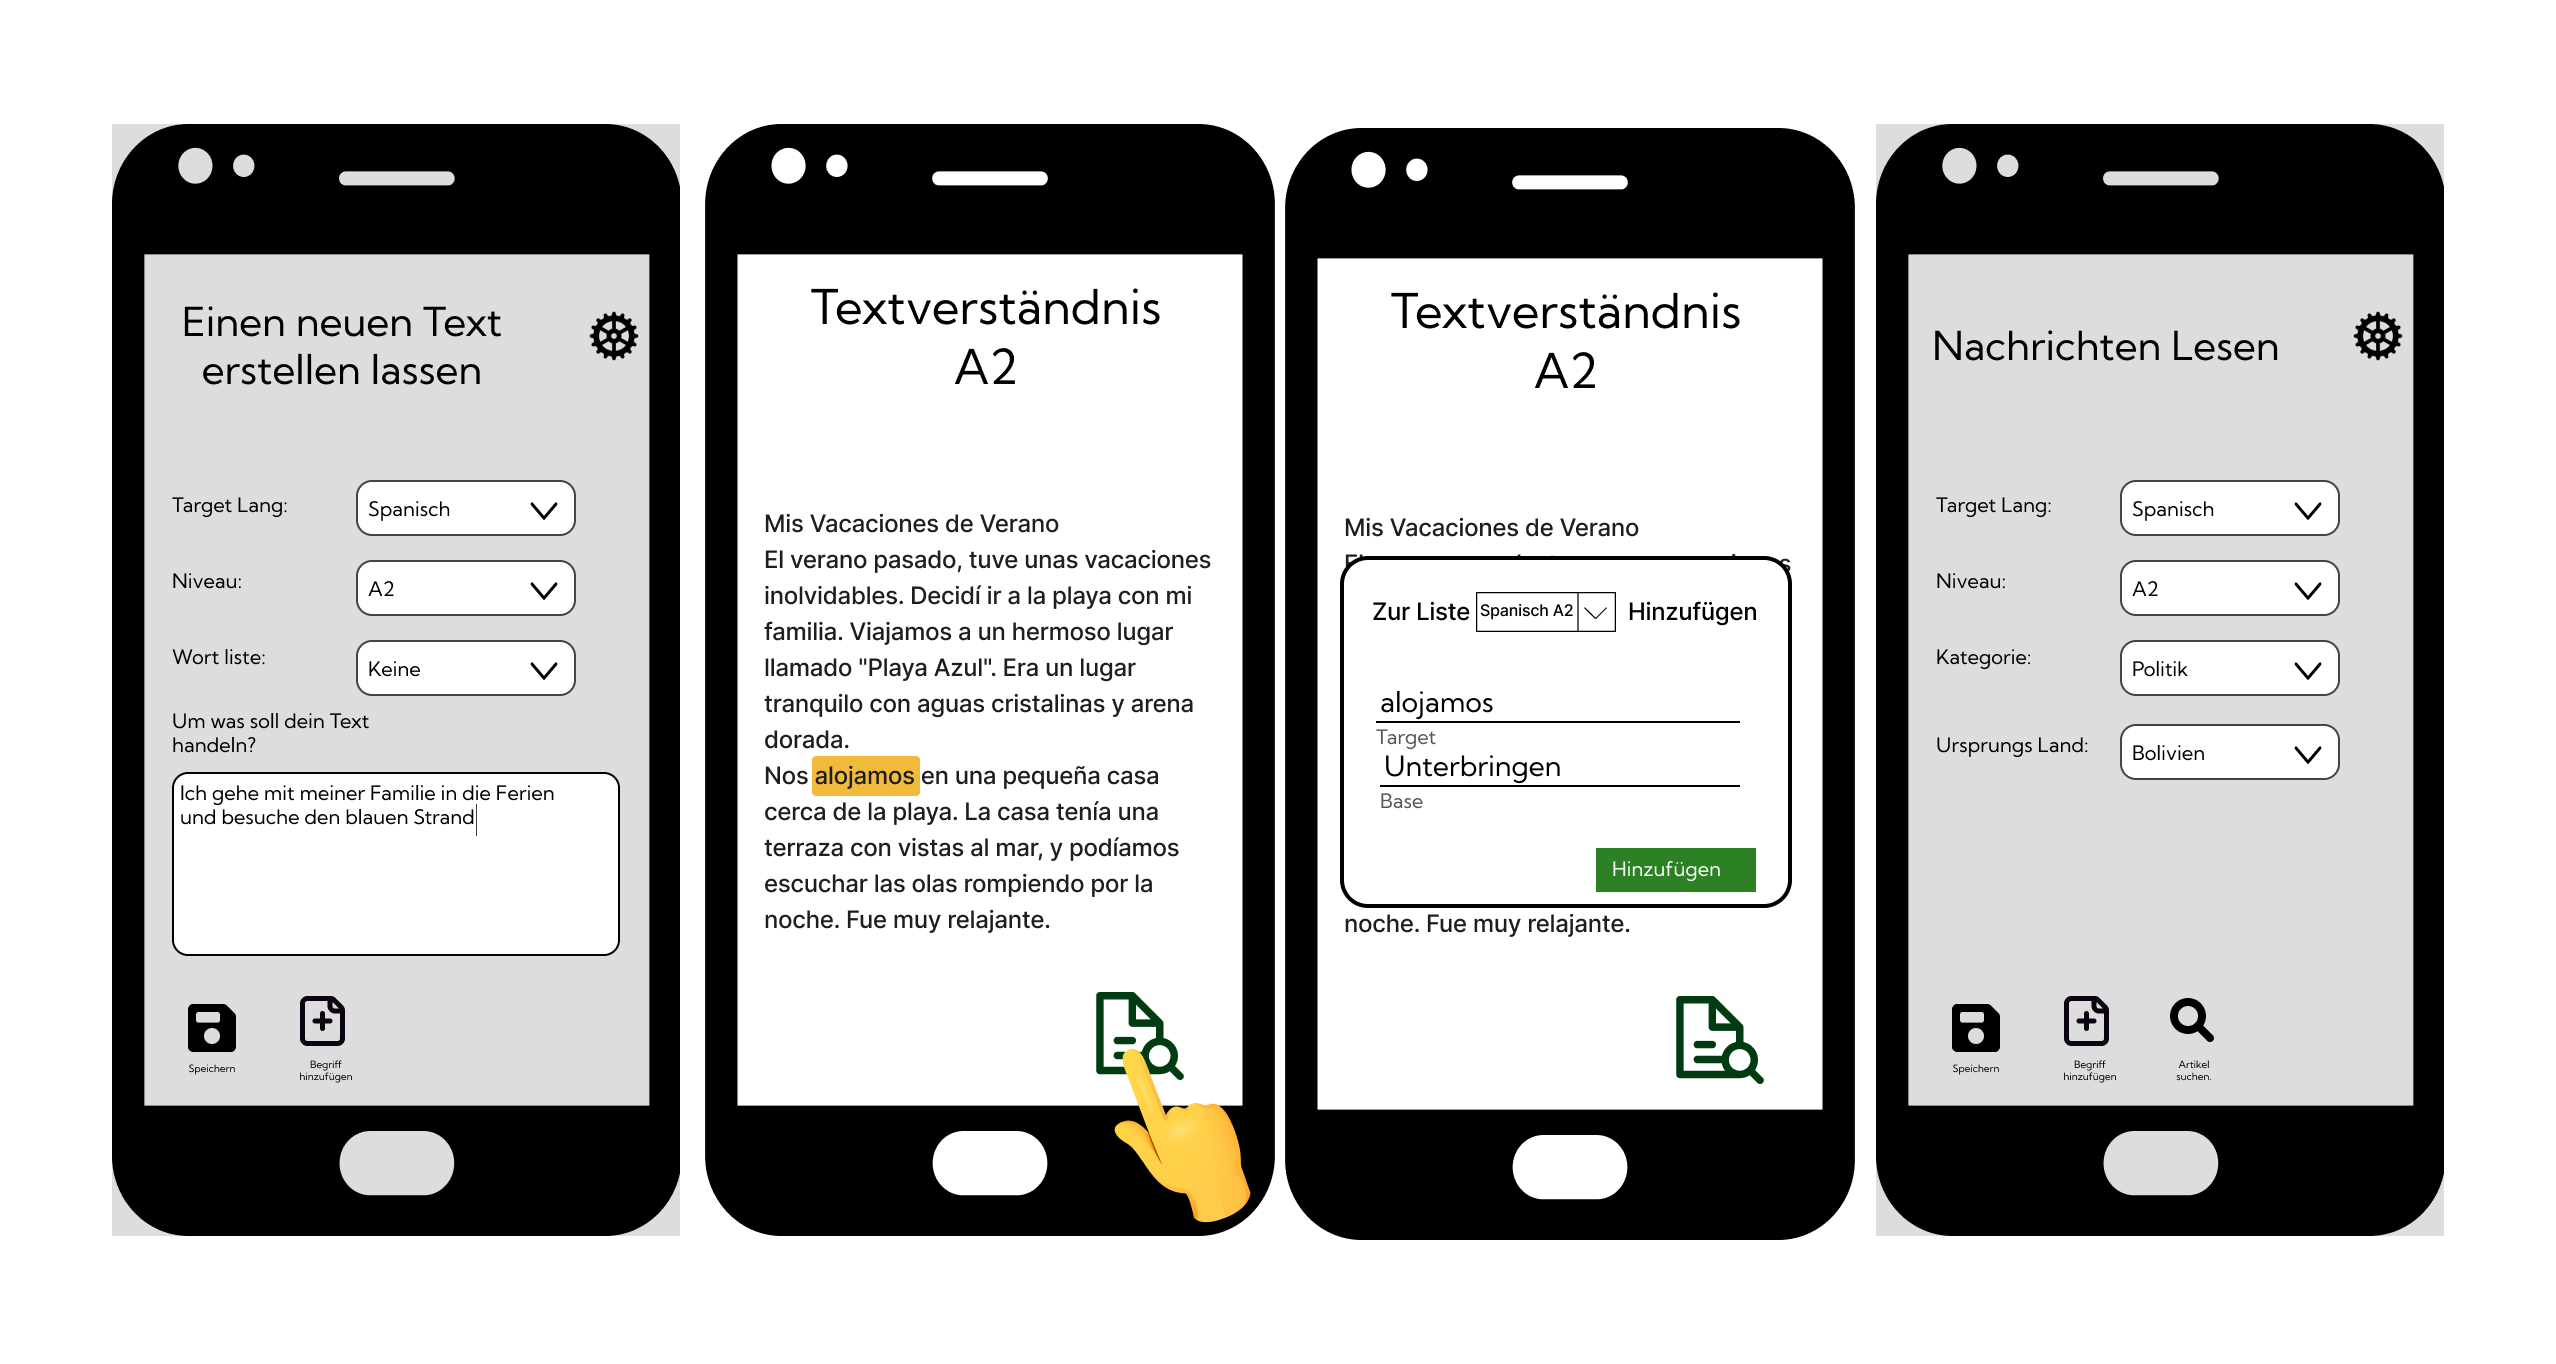 Einen neuen Text
erstellen lassen
Target Lang:
Spanisch
Niveau:
A2
Wort liste:
Keine
Um was soll dein Text
handeln?
Ich gehe mit meiner Familie in die Ferien
und besuche den blauen Strand
Speichern
Begriff
hinzufügen
Textverständnis
A2
Mis Vacaciones de Verano
El verano pasado, tuve unas vacaciones
inolvidables. Decidí ir a la playa con mi
familia. Viajamos a un hermoso lugar
llamado "Playa Azul". Era un lugar
tranquilo con aguas cristalinas y arena
dorada.
Nos alojamos en una pequeña casa
cerca de la playa. La casa tenía una
terraza con vistas al mar, y podíamos
escuchar las olas rompiendo por la
noche. Fue muy relajante.
Textverständnis
A2
Mis Vacaciones de Verano
Zur Liste Spanisch A2 Hinzufügen
alojamos
Target
Unterbringen
Base
Hinzufügen
noche. Fue muy relajante.
Nachrichten Lesen
Target Lang:
Spanisch
Niveau:
A2
Kategorie:
Politik
Ursprungs Land:
Bolivien
Speichern
Begriff
hinzufügen
Artikel
suchen.